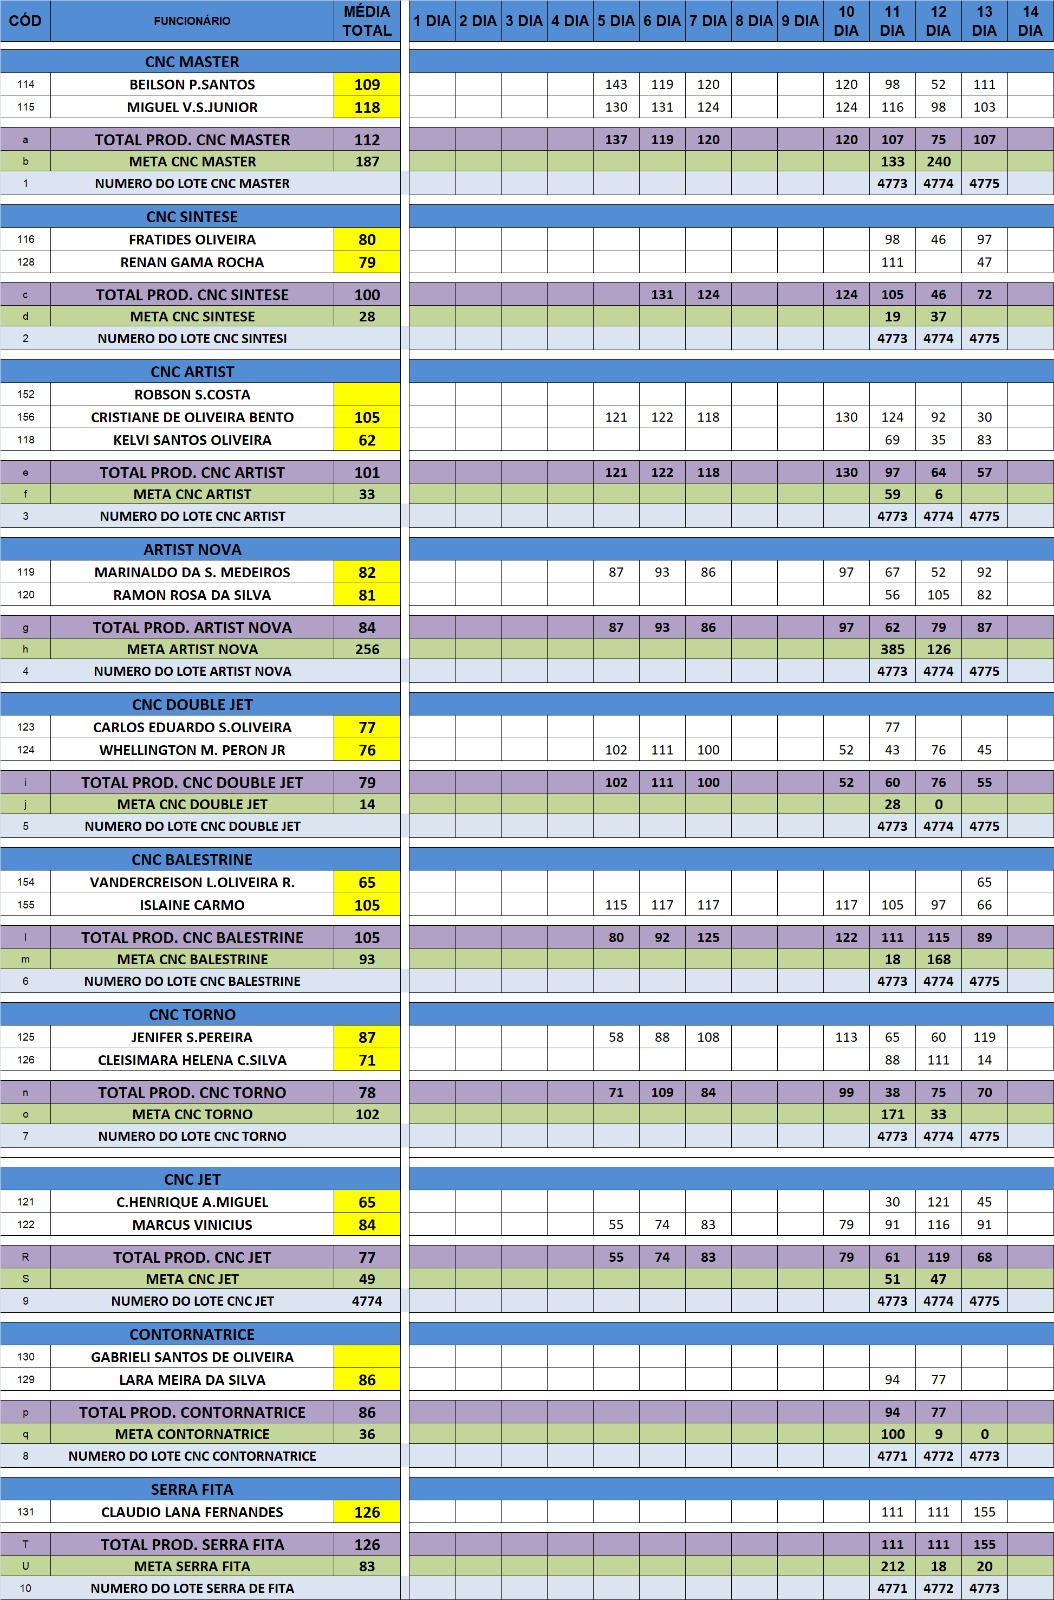 CÓD FUNCIONÁRIO MÉDIA TOTAL 1 DIA 2 DIA 3 DIA 4 DIA 5 DIA 6 DIA 7 DIA 8 DIA 9 DIA 10 DIA 11 DIA 12 DIA 13 DIA 14 DIA
CNC MASTER
114 BEILSON P.SANTOS 109 143 119 120 120 98 52 111
115 MIGUEL V.S.JUNIOR 118 130 131 124 124 116 98 103
a TOTAL PROD. CNC MASTER 112 137 119 120 120 107 75 107
b META CNC MASTER 187 133 240
1 NUMERO DO LOTE CNC MASTER 4773 4774 4775
CNC SINTESE
116 FRATIDES OLIVEIRA 80 98 46 97
128 RENAN GAMA ROCHA 79 111 47
c TOTAL PROD. CNC SINTESE 100 131 124 124 105 46 72
d META CNC SINTESE 28 19 37
2 NUMERO DO LOTE CNC SINTESI 4773 4774 4775
CNC ARTIST
152 ROBSON S.COSTA
156 CRISTIANE DE OLIVEIRA BENTO 105 121 122 118 130 124 92 30
118 KELVI SANTOS OLIVEIRA 62 69 35 83
e TOTAL PROD. CNC ARTIST 101 121 122 118 130 97 64 57
f META CNC ARTIST 33 59 6
3 NUMERO DO LOTE CNC ARTIST 4773 4774 4775
ARTIST NOVA
119 MARINALDO DA S. MEDEIROS 82 87 93 86 97 67 52 92
120 RAMON ROSA DA SILVA 81 56 105 82
g TOTAL PROD. ARTIST NOVA 84 87 93 86 97 62 79 87
h META ARTIST NOVA 256 385 126
4 NUMERO DO LOTE ARTIST NOVA 4773 4774 4775
CNC DOUBLE JET
123 CARLOS EDUARDO S.OLIVEIRA 77 77
124 WHELLINGTON M. PERON JR 76 102 111 100 52 43 76 45
i TOTAL PROD. CNC DOUBLE JET 79 102 111 100 52 60 76 55
j META CNC DOUBLE JET 14 28 0
5 NUMERO DO LOTE CNC DOUBLE JET 4773 4774 4775
CNC BALESTRINE
154 VANDERCREISON L.OLIVEIRA R. 65 65
155 ISLAINE CARMO 105 115 117 117 117 105 97 66
l TOTAL PROD. CNC BALESTRINE 105 80 92 125 122 111 115 89
m META CNC BALESTRINE 93 18 168
6 NUMERO DO LOTE CNC BALESTRINE 4773 4774 4775
CNC TORNO
125 JENIFER S.PEREIRA 87 58 88 108 113 65 60 119
126 CLEISIMARA HELENA C.SILVA 71 88 111 14
n TOTAL PROD. CNC TORNO 78 71 109 84 99 38 75 70
o META CNC TORNO 102 171 33
7 NUMERO DO LOTE CNC TORNO 4773 4774 4775
CNC JET
121 C.HENRIQUE A.MIGUEL 65 30 121 45
122 MARCUS VINICIUS 84 55 74 83 79 91 116 91
R TOTAL PROD. CNC JET 77 55 74 83 79 61 119 68
S META CNC JET 49 51 47
9 NUMERO DO LOTE CNC JET 4774 4773 4774 4775
CONTORNATRICE
130 GABRIELI SANTOS DE OLIVEIRA
129 LARA MEIRA DA SILVA 86 94 77
p TOTAL PROD. CONTORNATRICE 86 94 77
q META CONTORNATRICE 36 100 9 0
8 NUMERO DO LOTE CNC CONTORNATRICE 4771 4772 4773
SERRA FITA
131 CLAUDIO LANA FERNANDES 126 111 111 155
T TOTAL PROD. SERRA FITA 126 111 111 155
U META SERRA FITA 83 212 18 20
10 NUMERO DO LOTE SERRA DE FITA 4771 4772 4773